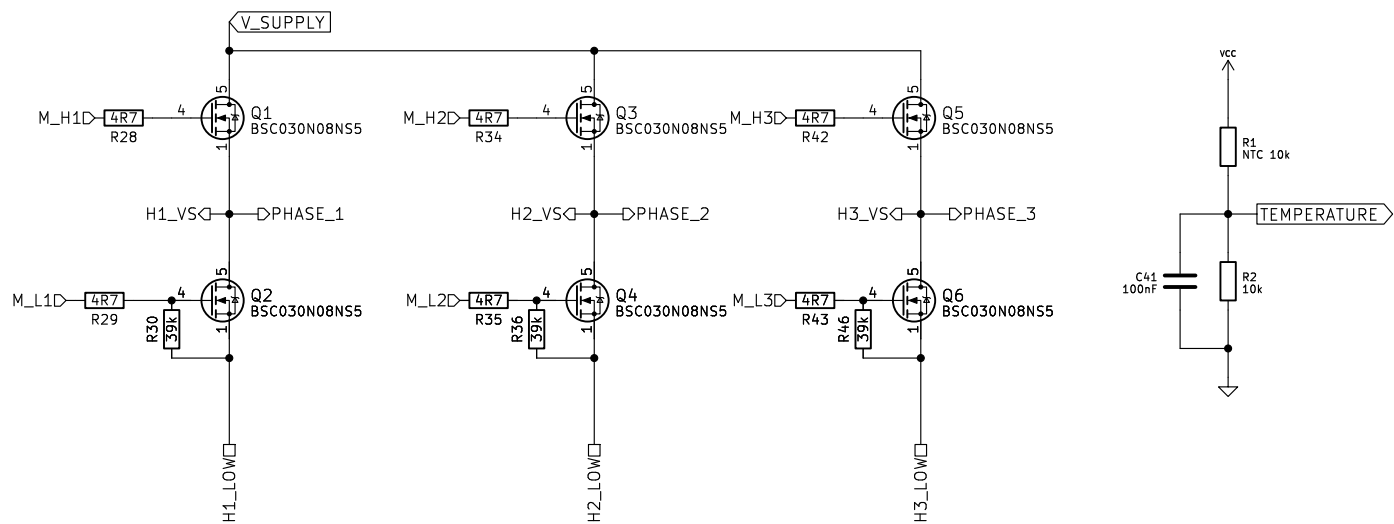 V_SUPPLY
VCC
5
5
5
M_H1
4R7
4
Q1
BSC030N08NS5
R28
1
M_H2
4R7
4
Q3
BSC030N08NS5
R34
1
M_H3
4R7
4
Q5
BSC030N08NS5
R42
1
R1
NTC 10k
H1_VS
PHASE_1
H2_VS
PHASE_2
H3_VS
PHASE_3
TEMPERATURE
5
5
5
M_L1
4R7
4
Q2
BSC030N08NS5
R29
R30
39k
1
M_L2
4R7
4
Q4
BSC030N08NS5
R35
R36
39k
1
M_L3
4R7
4
Q6
BSC030N08NS5
R43
R46
39k
1
C41
100nF
R2
10k
H1_LOW
H2_LOW
H3_LOW